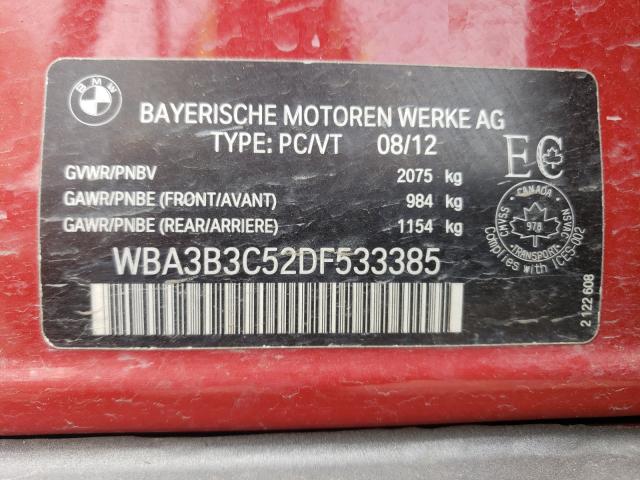 BMW
BAYERISCHE MOTOREN WERKE AG
TYPE: PC/VT 08/12
EC
GVWR/PNBV 2075 kg
GAWR/PNBE (FRONT/AVANT) 984 kg
GAWR/PNBE (REAR/ARRIERE) 1154 kg
CANADA
CMVSS NSVAC
978
TRANSPORT
Complies with ICES-002
WBA3B3C52DF533385
2 122 608